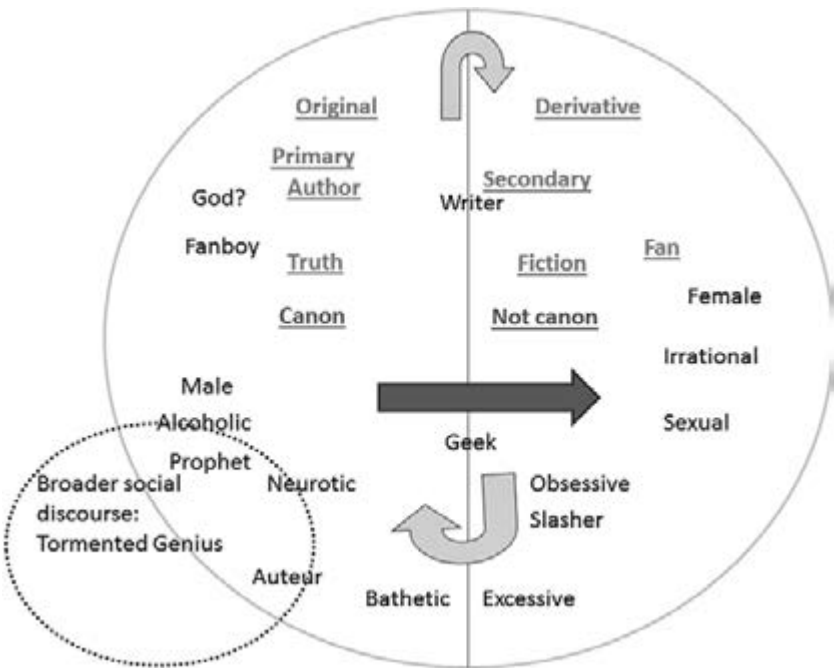 Original
Derivative
Primary
Author
God?
Secondary
Writer
Fanboy
Truth
Fiction
Fan
Female
Canon
Not canon
Irrational
Male
Alcoholic
Sexual
Geek
Prophet
Neurotic
Broader social
discourse:
Tormented Genius
Obsessive
Slasher
Auteur
Bathetic
Excessive